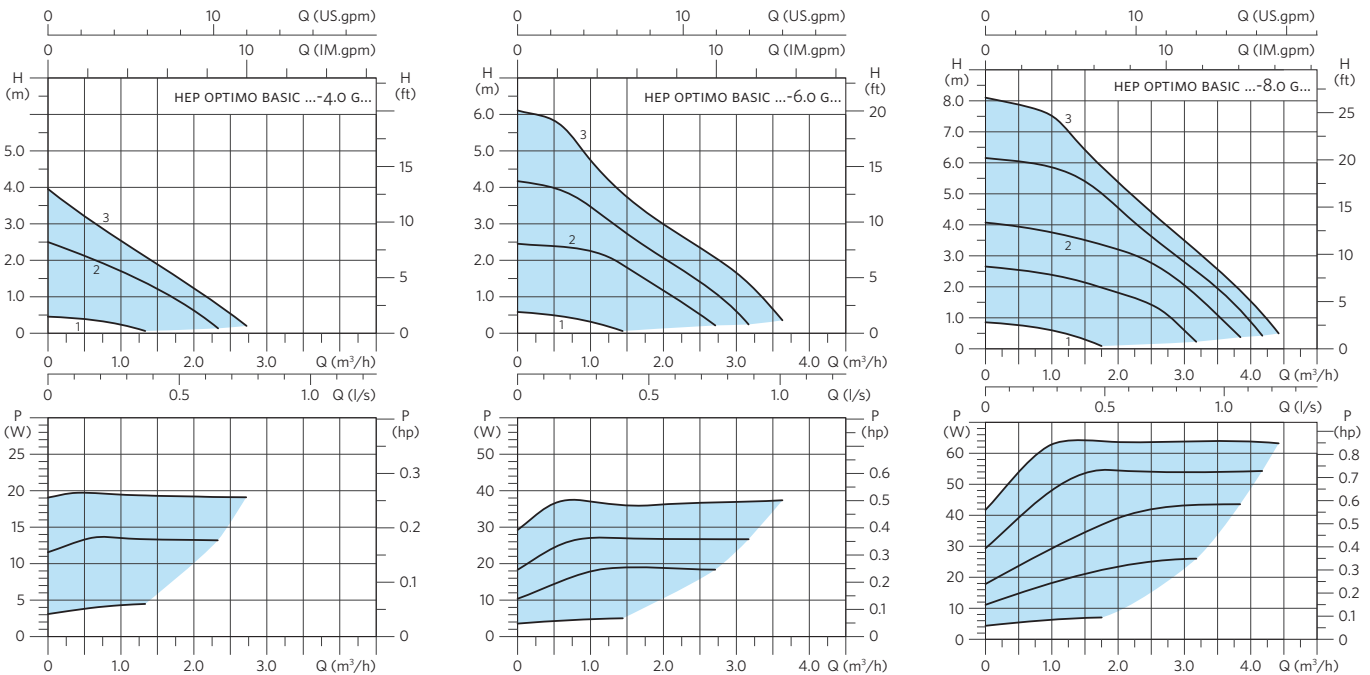 0 10 Q (US.gpm)
0 10 Q (IM.gpm)
H (m) H (ft)
HEP OPTIMO BASIC ...-4.0 G...
5.0 4.0 3.0 2.0 1.0 0
15 10 5 0
3
2
1
1.0 2.0 3.0 Q (m³/h)
0 0.5 1.0 Q (l/s)
P (W) P (hp)
25 20 15 10 5 0
0.3 0.2 0.1 0
0 1.0 2.0 3.0 Q (m³/h)
0 10 Q (US.gpm)
0 10 Q (IM.gpm)
H (m) H (ft)
HEP OPTIMO BASIC ...-6.0 G...
6.0 5.0 4.0 3.0 2.0 1.0 0
20 15 10 5 0
3
2
1
1.0 2.0 3.0 4.0 Q (m³/h)
0 0.5 1.0 Q (l/s)
P (W) P (hp)
50 40 30 20 10 0
0.6 0.5 0.4 0.3 0.2 0.1 0
0 1.0 2.0 3.0 4.0 Q (m³/h)
0 10 Q (US.gpm)
0 10 Q (IM.gpm)
H (m) H (ft)
HEP OPTIMO BASIC ...-8.0 G...
8.0 7.0 6.0 5.0 4.0 3.0 2.0 1.0 0
25 20 15 10 5 0
3
2
1
1.0 2.0 3.0 4.0 Q (m³/h)
0 0.5 1.0 Q (l/s)
P (W) P (hp)
60 50 40 30 20 10 0
0.8 0.7 0.6 0.5 0.4 0.3 0.2 0.1 0
0 1.0 2.0 3.0 4.0 Q (m³/h)